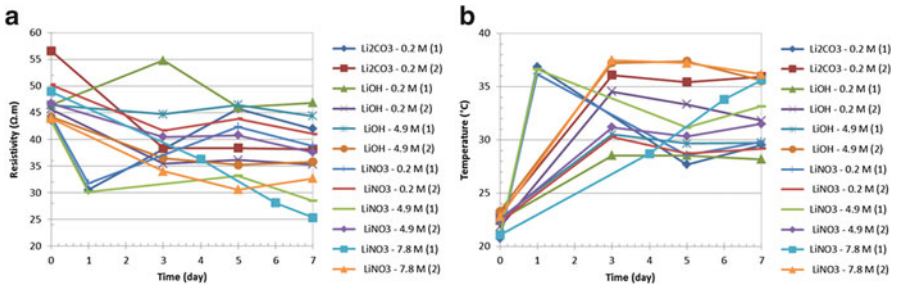 a
Resistivity (Ω.m)
60
55
50
45
40
35
30
25
20
0 1 2 3 4 5 6 7
Time (day)
Li2CO3 - 0.2 M (1)
Li2CO3 - 0.2 M (2)
LiOH - 0.2 M (1)
LiOH - 0.2 M (2)
LiOH - 4.9 M (1)
LiOH - 4.9 M (2)
LiNO3 - 0.2 M (1)
LiNO3 - 0.2 M (2)
LiNO3 - 4.9 M (1)
LiNO3 - 4.9 M (2)
LiNO3 - 7.8 M (1)
LiNO3 - 7.8 M (2)
b
Temperature (°C)
40
35
30
25
20
0 1 2 3 4 5 6 7
Time (day)
Li2CO3 - 0.2 M (1)
Li2CO3 - 0.2 M (2)
LiOH - 0.2 M (1)
LiOH - 0.2 M (2)
LiOH - 4.9 M (1)
LiOH - 4.9 M (2)
LiNO3 - 0.2 M (1)
LiNO3 - 0.2 M (2)
LiNO3 - 4.9 M (1)
LiNO3 - 4.9 M (2)
LiNO3 - 7.8 M (1)
LiNO3 - 7.8 M (2)